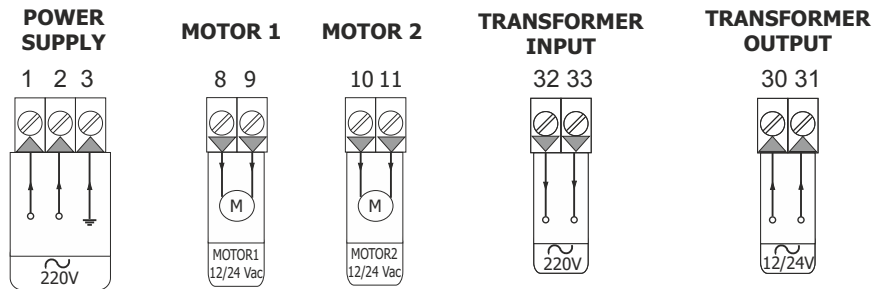 POWER
SUPPLY
MOTOR 1
MOTOR 2
TRANSFORMER
INPUT
TRANSFORMER
OUTPUT
1 2 3
8 9
10 11
32 33
30 31
M
M
220V
MOTOR1
12/24 Vac
MOTOR2
12/24 Vac
220V
12/24V